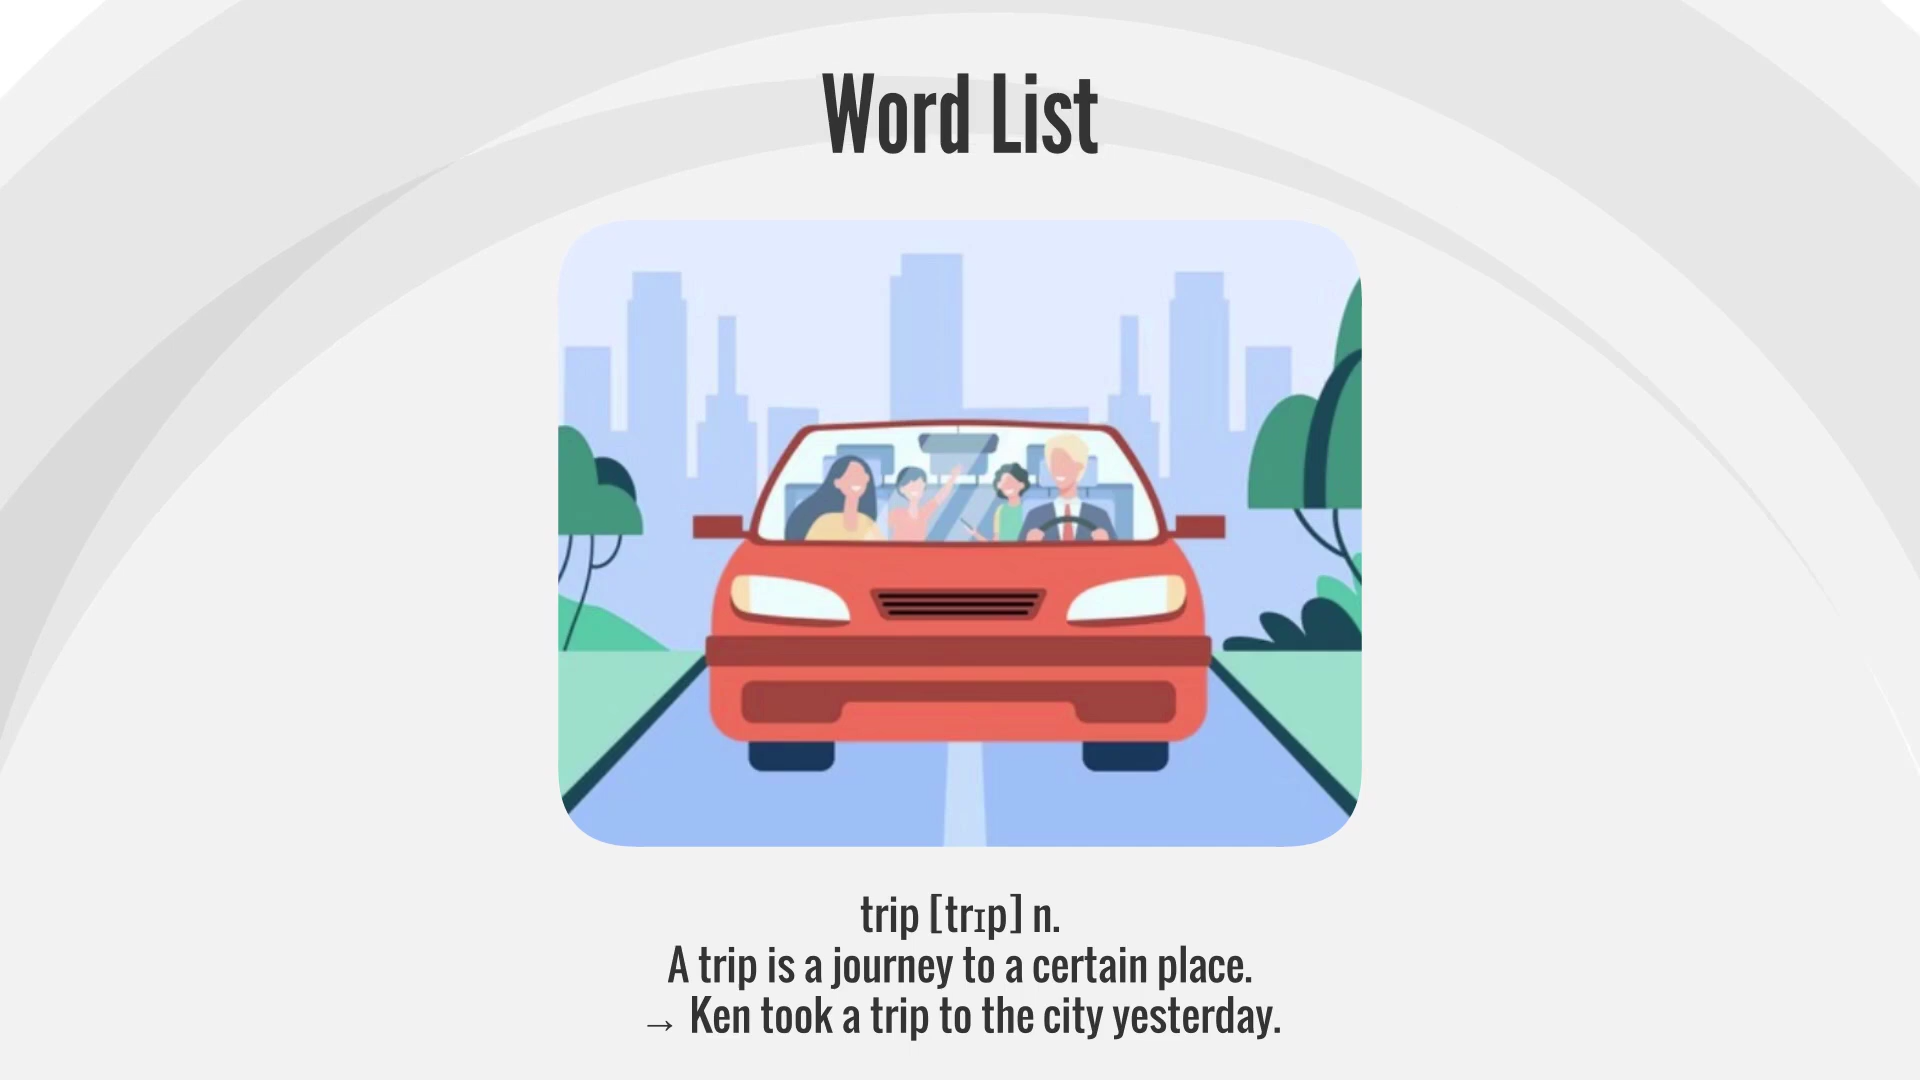 Word List
trip [trɪp] n.
A trip is a journey to a certain place.
→ Ken took a trip to the city yesterday.